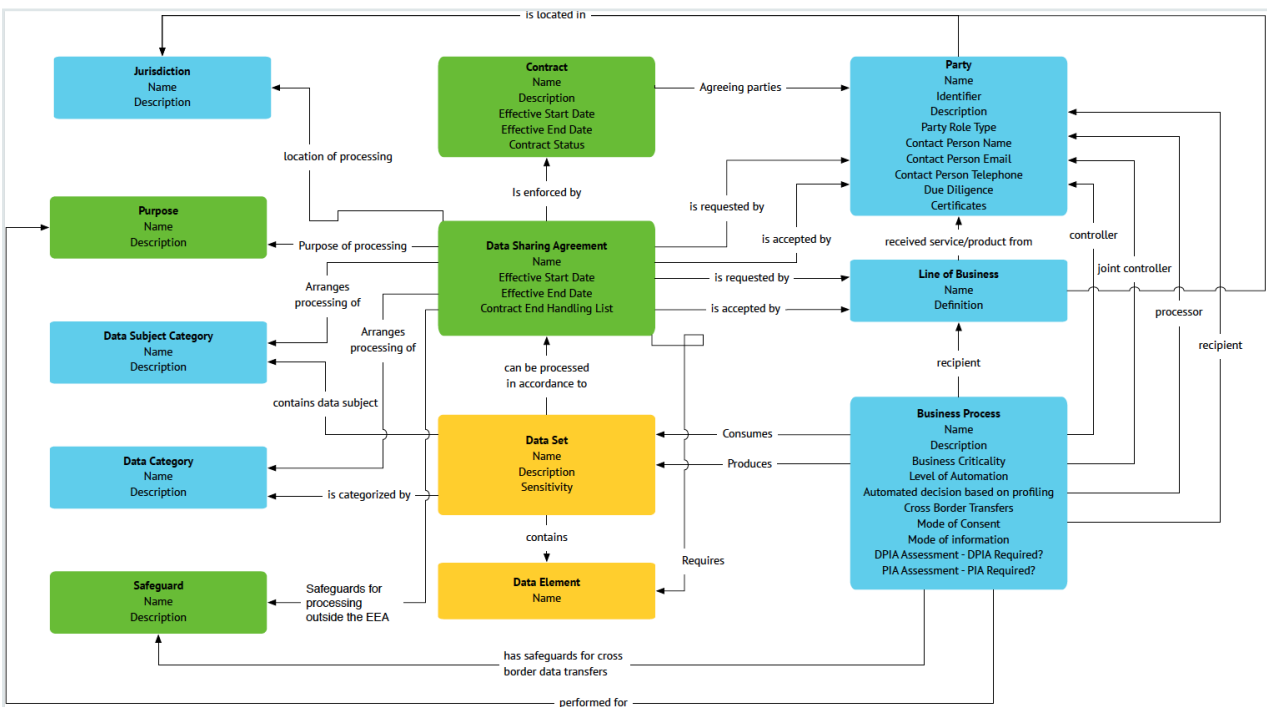 is located in
Jurisdiction
Name
Description
Contract
Name
Description
Effective Start Date
Effective End Date
Contract Status
Agreeing parties
Party
Name
Identifier
Description
Party Role Type
Contact Person Name
Contact Person Email
Contact Person Telephone
Due Diligence
Certificates
location of processing
Is enforced by
is requested by
is accepted by
received service/product from
controller
joint controller
processor
recipient
Purpose
Name
Description
Purpose of processing
Data Sharing Agreement
Name
Effective Start Date
Effective End Date
Contract End Handling List
is requested by
is accepted by
Line of Business
Name
Definition
Arranges
processing of
Arranges
processing of
Data Subject Category
Name
Description
contains data subject
can be processed
in accordance to
recipient
Data Category
Name
Description
is categorized by
Data Set
Name
Description
Sensitivity
Consumes
Produces
Business Process
Name
Description
Business Criticality
Level of Automation
Automated decision based on profiling
Cross Border Transfers
Mode of Consent
Mode of information
DPIA Assessment - DPIA Required?
PIA Assessment - PIA Required?
contains
Requires
Safeguard
Name
Description
Safeguards for
processing
outside the EEA
Data Element
Name
has safeguards for cross
border data transfers
performed for